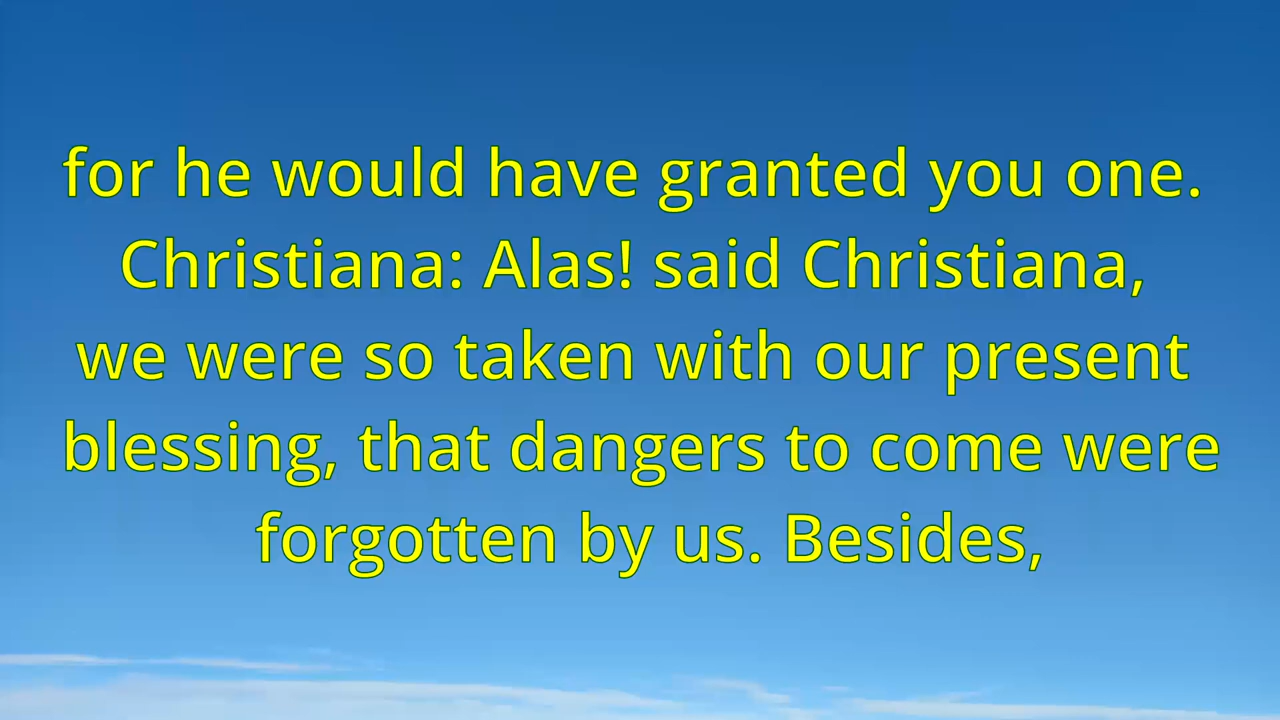 for he would have granted you one.
Christiana: Alas! said Christiana,
we were so taken with our present
blessing, that dangers to come were
forgotten by us. Besides,